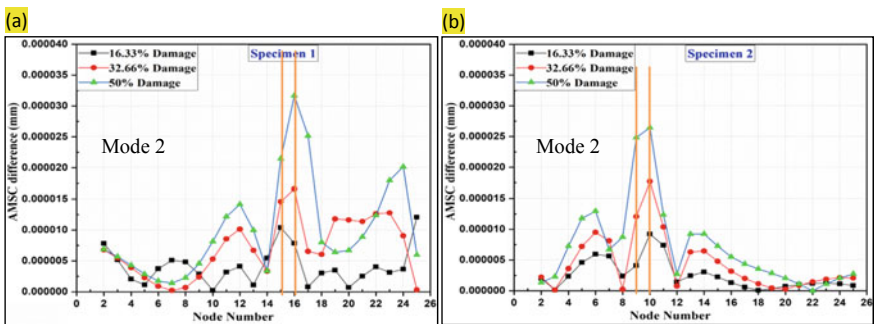 (a)
0.000040
0.000035
0.000030
0.000025
0.000020
0.000015
0.000010
0.000005
0.000000
AMSC difference (mm)
16.33% Damage
32.66% Damage
50% Damage
Specimen 1
Mode 2
0 2 4 6 8 10 12 14 16 18 20 22 24 26
Node Number
(b)
0.000040
0.000035
0.000030
0.000025
0.000020
0.000015
0.000010
0.000005
0.000000
AMSC difference (mm)
16.33% Damage
32.66% Damage
50% Damage
Specimen 2
Mode 2
0 2 4 6 8 10 12 14 16 18 20 22 24 26
Node Number